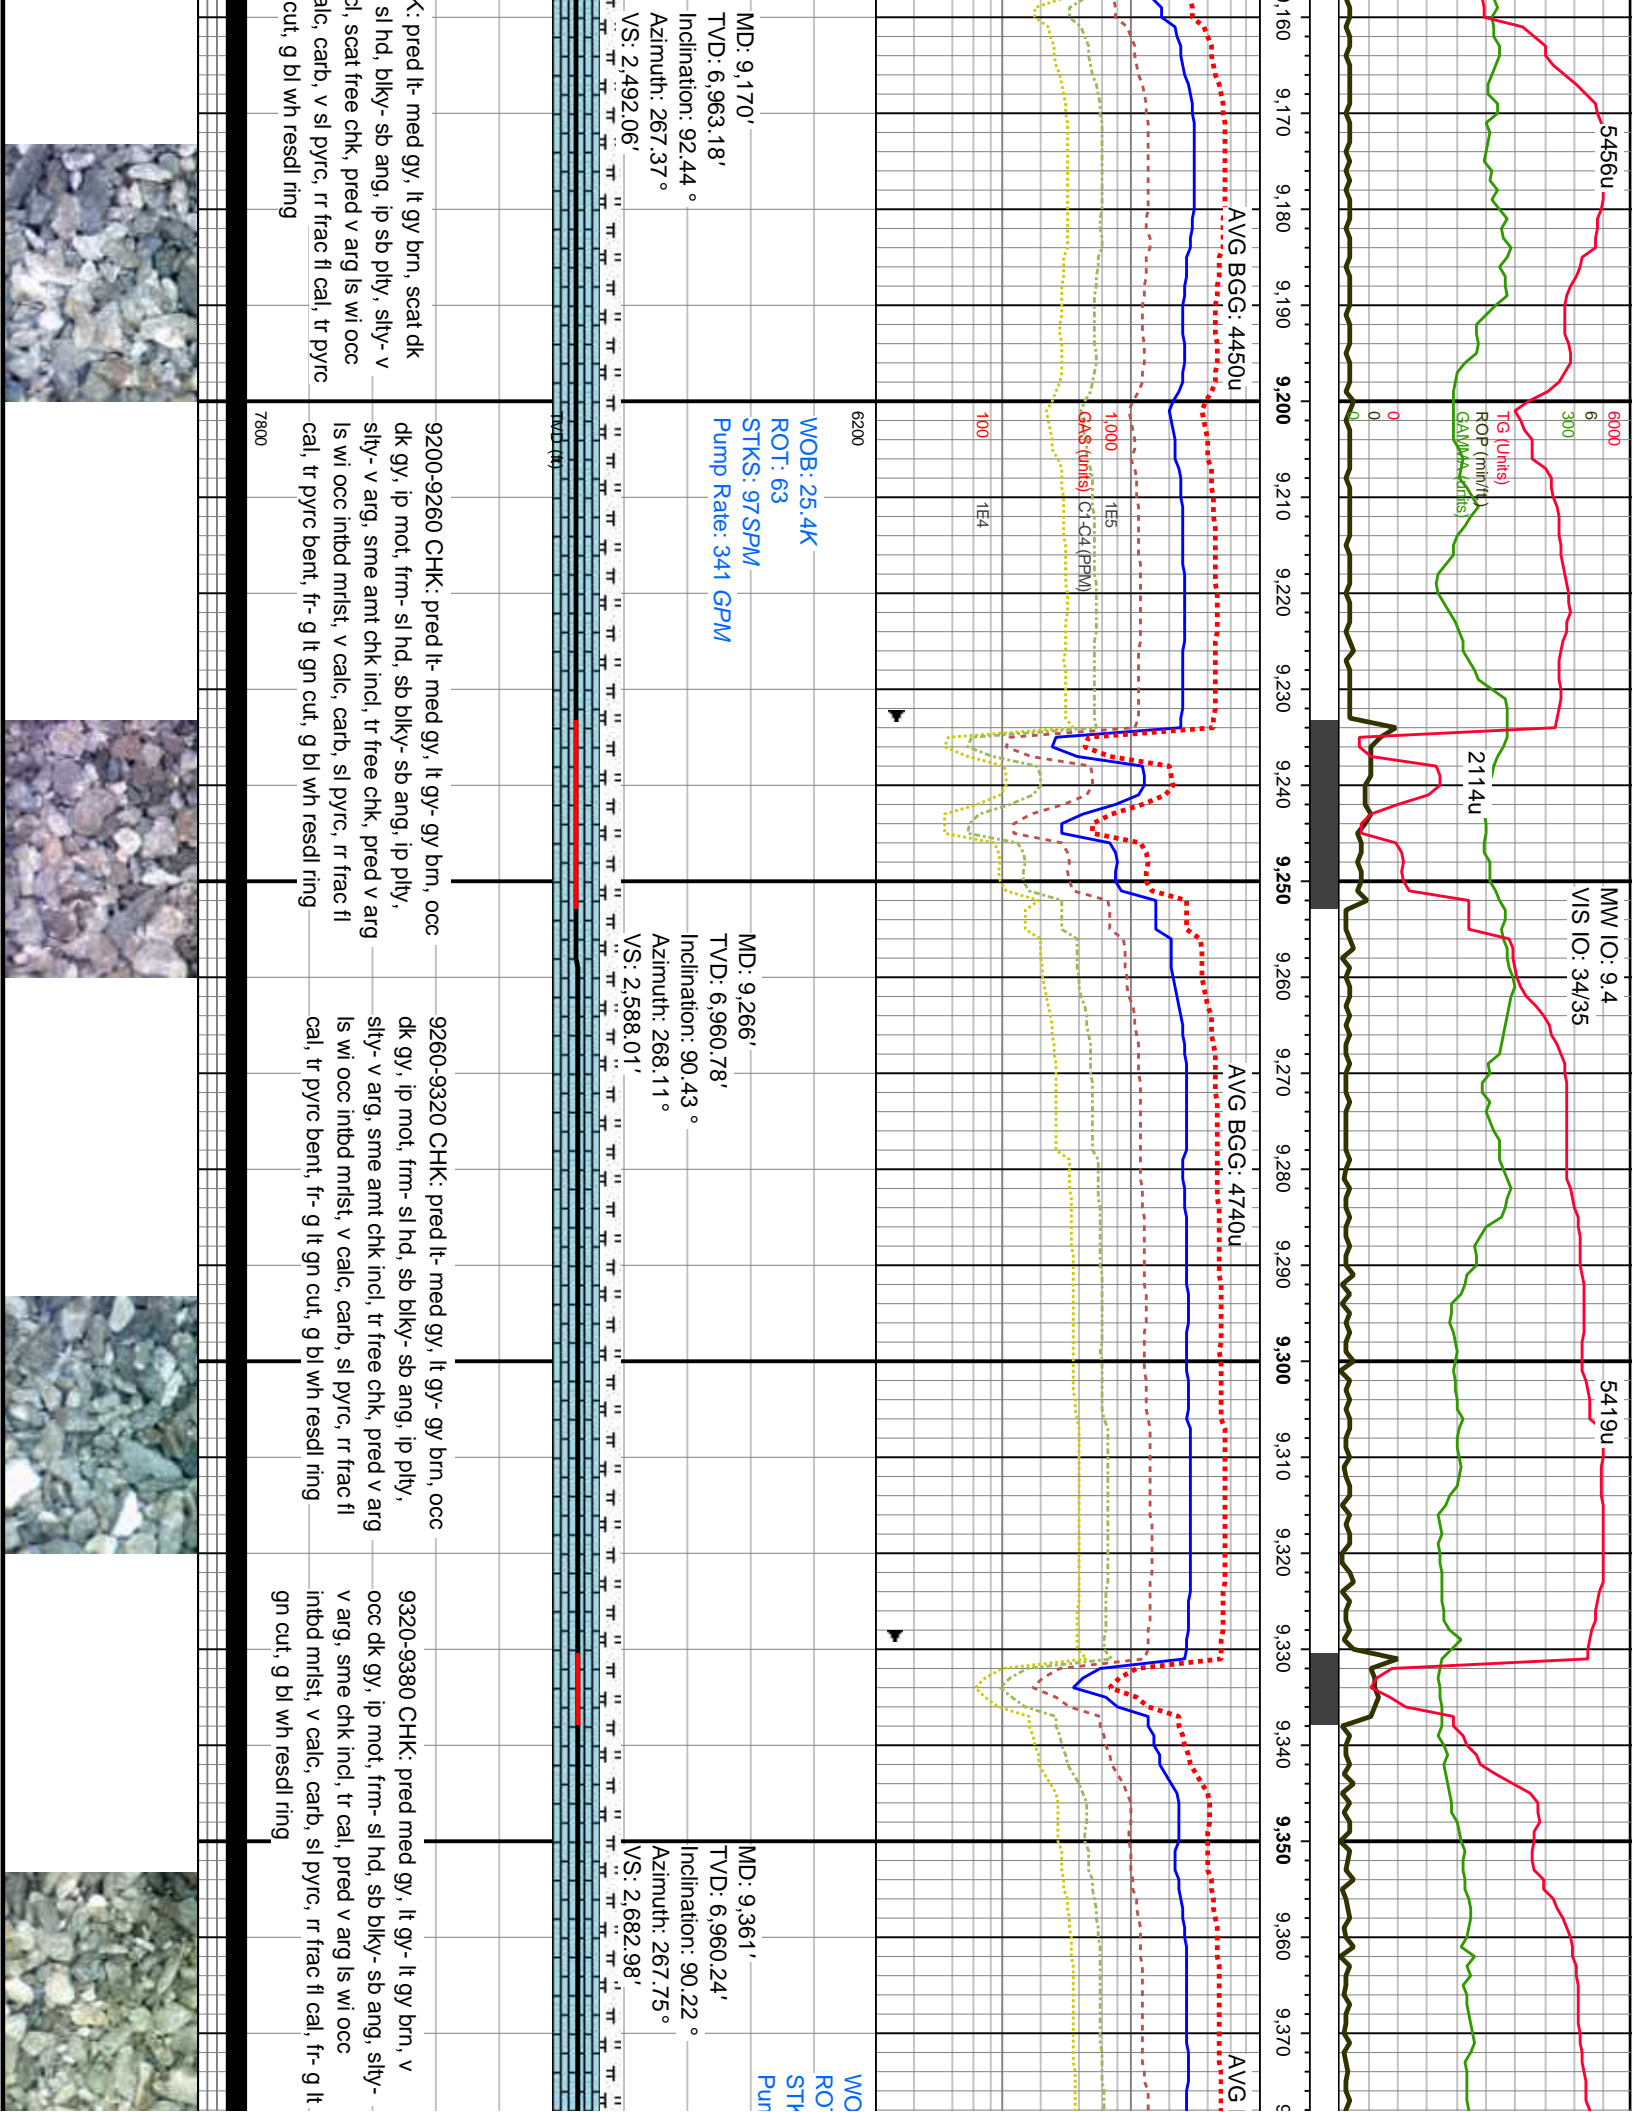 9,160
9,170
9,180
9,190
9,200
9,210
9,220
9,230
9,240
9,250
9,260
9,270
9,280
9,290
9,300
9,310
9,320
9,330
9,340
9,350
9,360
9,370
5456u
6000
6
300
TG (Units)
ROP (min/ft)
GAMMA (units)
0
0
0
2114u
MW IO: 9.4
VIS IO: 34/35
5419u
AVG BGG: 4450u
AVG BGG: 4740u
AVG
100
GAS (units)
1,000
1E4
C1-C4 (PPM)
1E5
6200
TVD (ft)
7800
MD: 9,170'
TVD: 6,963.18'
Inclination: 92.44 °
Azimuth: 267.37 °
VS: 2,492.06'
WOB: 25.4K
ROT: 63
STKS: 97SPM
Pump Rate: 341 GPM
MD: 9,266'
TVD: 6,960.78'
Inclination: 90.43 °
Azimuth: 268.11 °
VS: 2,588.01'
MD: 9,361'
TVD: 6,960.24'
Inclination: 90.22 °
Azimuth: 267.75 °
VS: 2,682.98'
WO
ROT
STK
Pur
K: pred lt- med gy, lt gy brn, scat dk
sl hd, blky- sb ang, ip sb plty, slty- v
cl, scat free chk, pred v arg ls wi occ
alc, carb, v sl pyrc, rr frac fl cal, tr pyrc
cut, g bl wh resdl ring
9200-9260 CHK: pred lt- med gy, lt gy- gy brn, occ
dk gy, ip mot, frm- sl hd, sb blky- sb ang, ip plty,
slty- v arg, sme amt chk incl, tr free chk, pred v arg
ls wi occ intbd mrlst, v calc, carb, sl pyrc, rr frac fl
cal, tr pyrc bent, fr- g lt gn cut, g bl wh resdl ring
9260-9320 CHK: pred lt- med gy, lt gy- gy brn, occ
dk gy, ip mot, frm- sl hd, sb blky- sb ang, ip plty,
slty- v arg, sme amt chk incl, tr free chk, pred v arg
ls wi occ intbd mrlst, v calc, carb, sl pyrc, rr frac fl
cal, tr pyrc bent, fr- g lt gn cut, g bl wh resdl ring
9320-9380 CHK: pred med gy, lt gy- lt gy brn, v
occ dk gy, ip mot, frm- sl hd, sb blky- sb ang, slty-
v arg, sme chk incl, tr cal, pred v arg ls wi occ
intbd mrlst, v calc, carb, sl pyrc, rr frac fl cal, fr- g lt
gn cut, g bl wh resdl ring